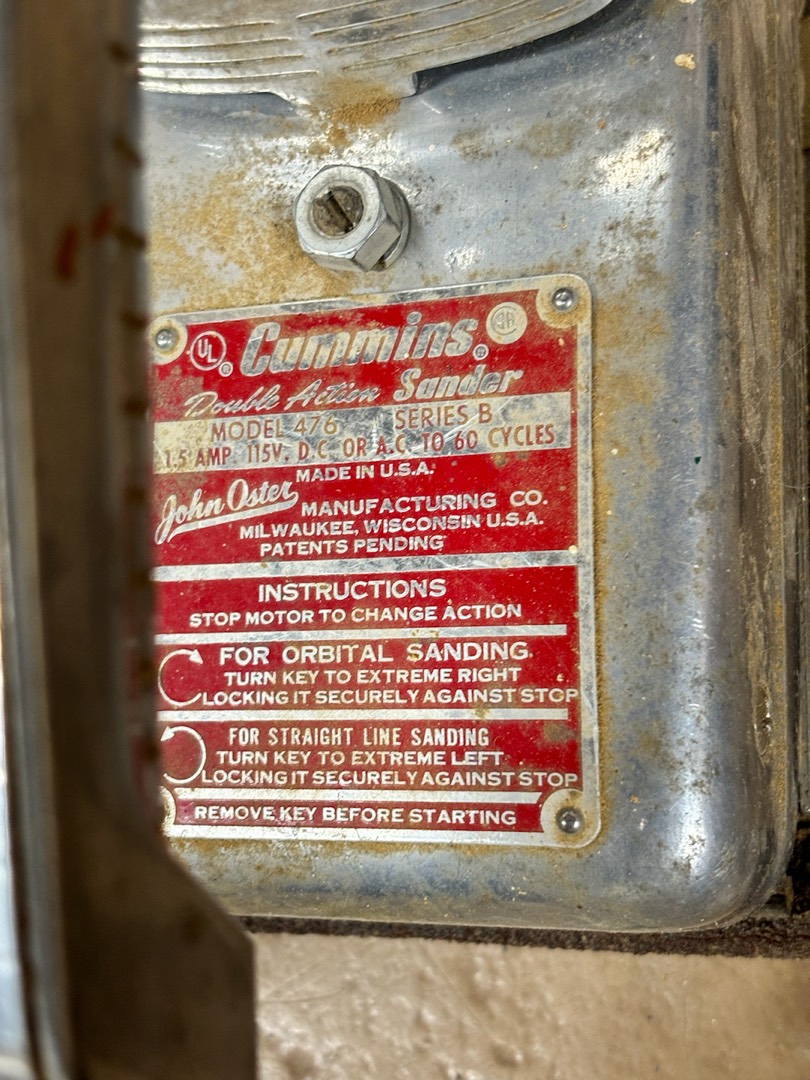 UL ® Cummins ®
Double Action Sander
MODEL 476 SERIES B
1.5 AMP. 115V. D.C. OR A.C. TO 60 CYCLES
MADE IN U.S.A.
John Oster MANUFACTURING CO.
MILWAUKEE, WISCONSIN U.S.A.
PATENTS PENDING
INSTRUCTIONS
STOP MOTOR TO CHANGE ACTION
FOR ORBITAL SANDING
TURN KEY TO EXTREME RIGHT
LOCKING IT SECURELY AGAINST STOP
FOR STRAIGHT LINE SANDING
TURN KEY TO EXTREME LEFT
LOCKING IT SECURELY AGAINST STOP
REMOVE KEY BEFORE STARTING